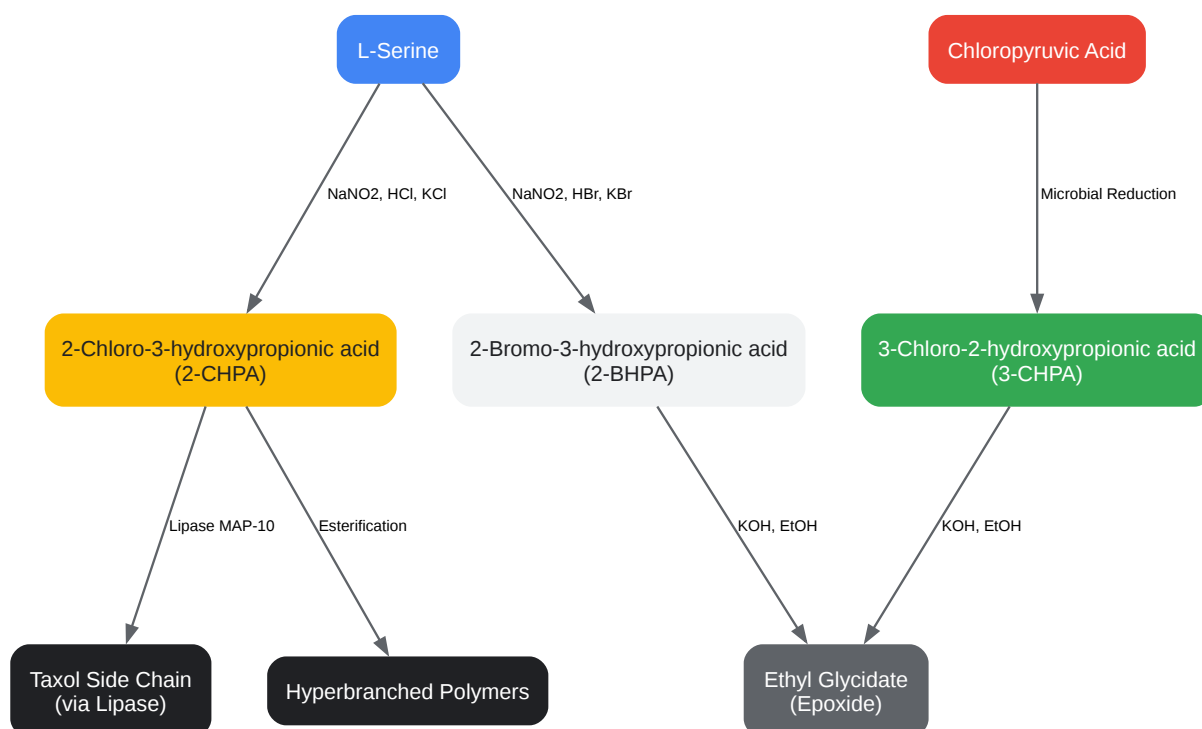 L-Serine
Chloropyruvic Acid
NaNO2, HCl, KCl
NaNO2, HBr, KBr
Microbial Reduction
2-Chloro-3-hydroxypropionic acid
(2-CHPA)
2-Bromo-3-hydroxypropionic acid
(2-BHPA)
3-Chloro-2-hydroxypropionic acid
(3-CHPA)
Lipase MAP-10
Esterification
KOH, EtOH
KOH, EtOH
Taxol Side Chain
(via Lipase)
Hyperbranched Polymers
Ethyl Glycidate
(Epoxide)